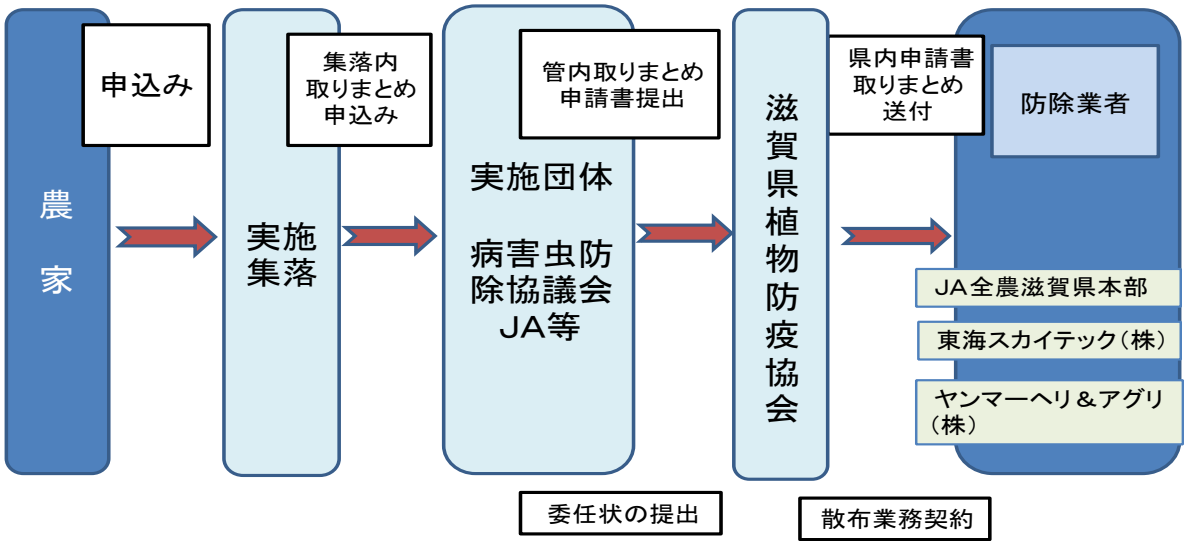 申込み
集落内
取りまとめ
申込み
管内取りまとめ
申請書提出
県内申請書
取りまとめ
送付
防除業者
農家
実施
集落
実施団体
病害虫防
除協議会
JA等
滋賀県植物防疫協会
JA全農滋賀県本部
東海スカイテック(株)
ヤンマーヘリ&アグリ
(株)
委任状の提出
散布業務契約